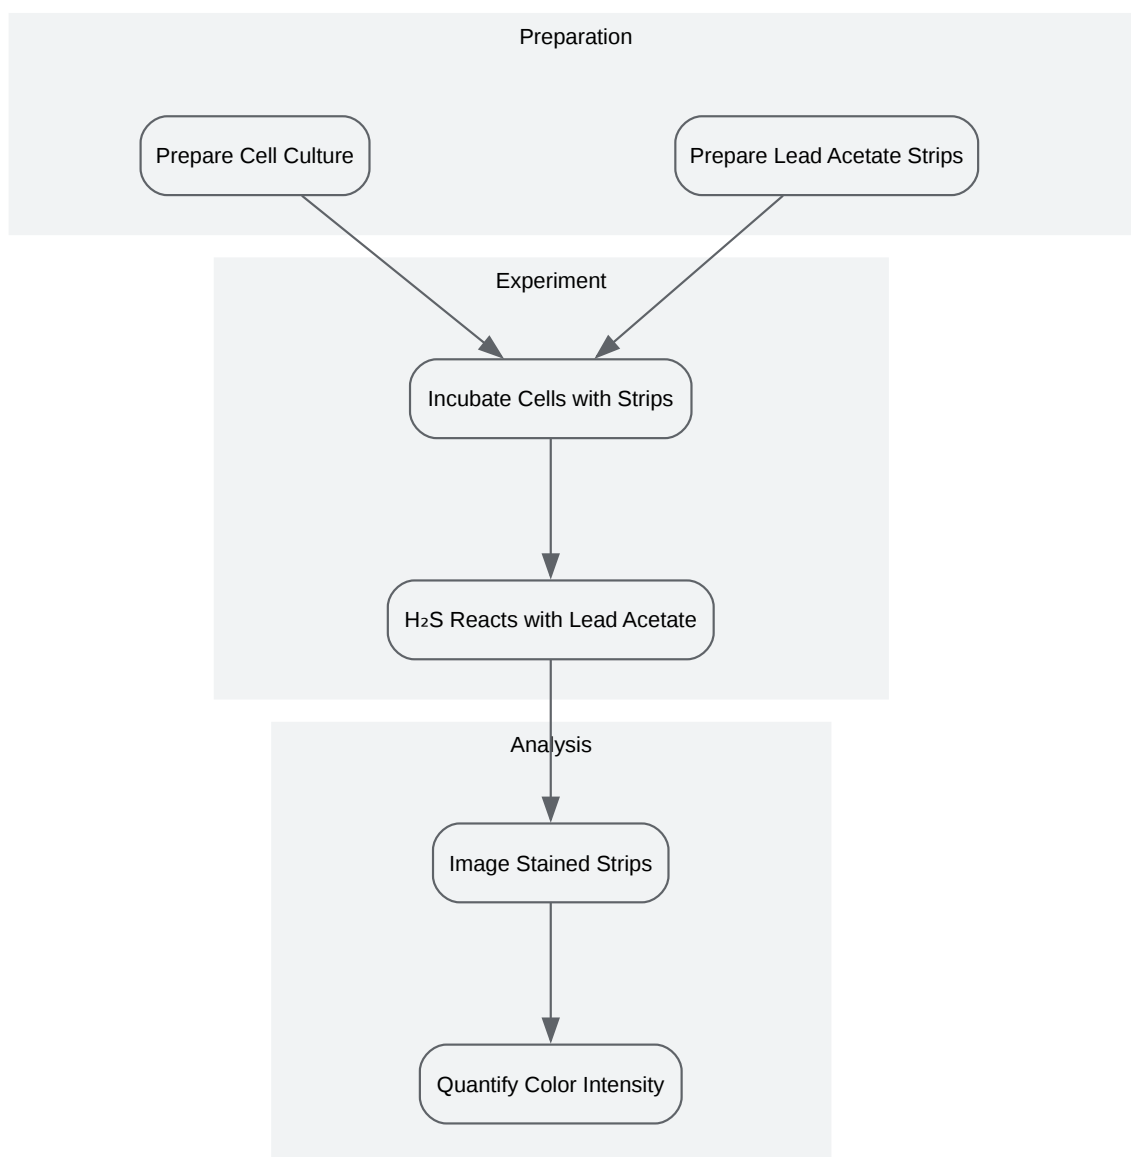 Preparation
Prepare Cell Culture
Prepare Lead Acetate Strips
Experiment
Incubate Cells with Strips
H₂S Reacts with Lead Acetate
Analysis
Image Stained Strips
Quantify Color Intensity